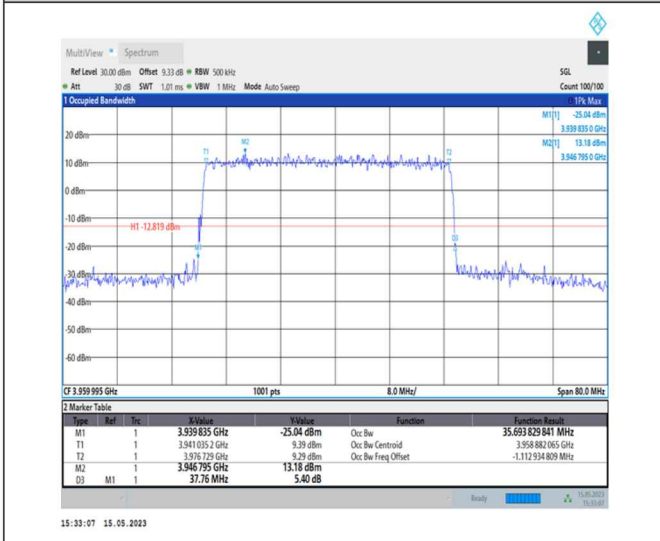 MultiView Spectrum
Ref Level 30.00 dBm Offset 9.33 dB RBW 500 kHz SGL
Att 30 dB SWT 1.01 ms VBW 1 MHz Mode Auto Sweep Count 100/100
1 Occupied Bandwidth 1Pk Max
M1[1] -25.04 dBm
3.939 835 0 GHz
M2[1] 13.18 dBm
3.946 795 0 GHz
20 dBm
T1 M2 T2
10 dBm
0 dBm
-10 dBm
H1 -12.819 dBm
-20 dBm
D3
M1
-30 dBm
-40 dBm
-50 dBm
-60 dBm
CF 3.959 995 GHz 1001 pts 8.0 MHz/ Span 80.0 MHz
2 Marker Table
Type Ref Trc X-Value Y-Value Function Function Result
M1 1 3.939 835 GHz -25.04 dBm Occ Bw 35.693 829 841 MHz
T1 1 3.941 035 2 GHz 9.39 dBm Occ Bw Centroid 3.958 882 065 GHz
T2 1 3.976 729 GHz 9.29 dBm Occ Bw Freq Offset -1.112 934 809 MHz
M2 1 3.946 795 GHz 13.18 dBm
D3 M1 1 37.76 MHz 5.40 dB
Ready 15.05.2023
15:33:07
15:33:07 15.05.2023